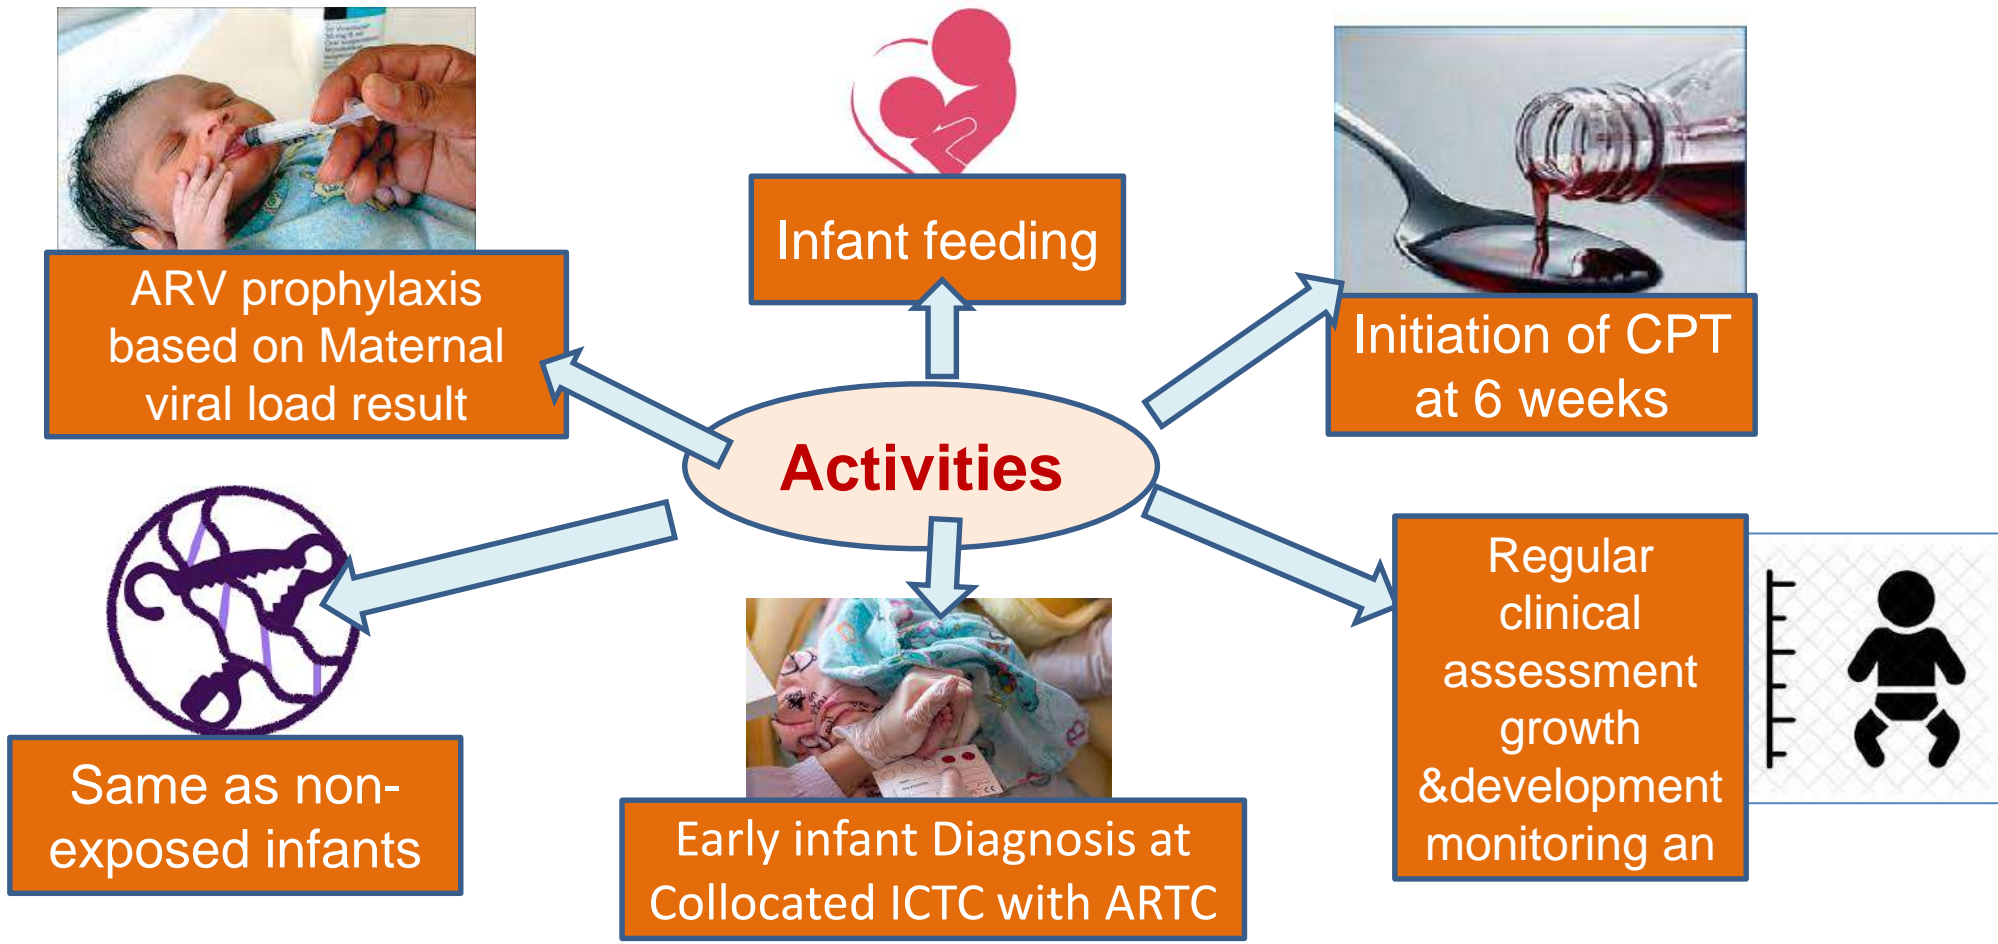 ARV prophylaxis
based on Maternal
viral load result
Infant feeding
Initiation of CPT
at 6 weeks
Activities
Same as non-
exposed infants
Early infant Diagnosis at
Collocated ICTC with ARTC
Regular
clinical
assessment
growth
&development
monitoring an